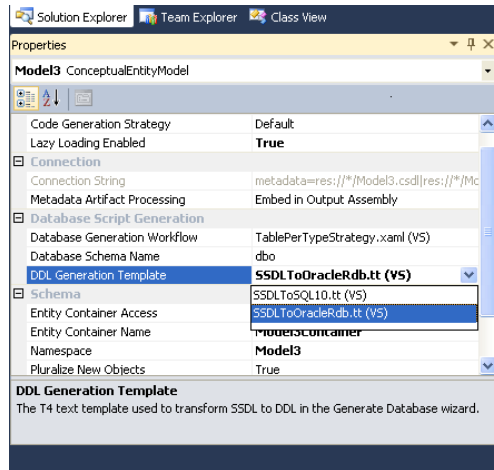 Solution Explorer Team Explorer Class View
Properties
Model3 ConceptualEntityModel
Code Generation Strategy Default
Lazy Loading Enabled True
Connection
Connection String metadata=res://*/Model3.csdl|res://*/Mc
Metadata Artifact Processing Embed in Output Assembly
Database Script Generation
Database Generation Workflow TablePerTypeStrategy.xaml (VS)
Database Schema Name dbo
DDL Generation Template SSDLToOracleRdb.tt (VS)
Schema SSDLToSQL10.tt (VS)
Entity Container Access SSDLToOracleRdb.tt (VS)
Entity Container Name Model3Container
Namespace Model3
Pluralize New Objects True
DDL Generation Template
The T4 text template used to transform SSDL to DDL in the Generate Database wizard.